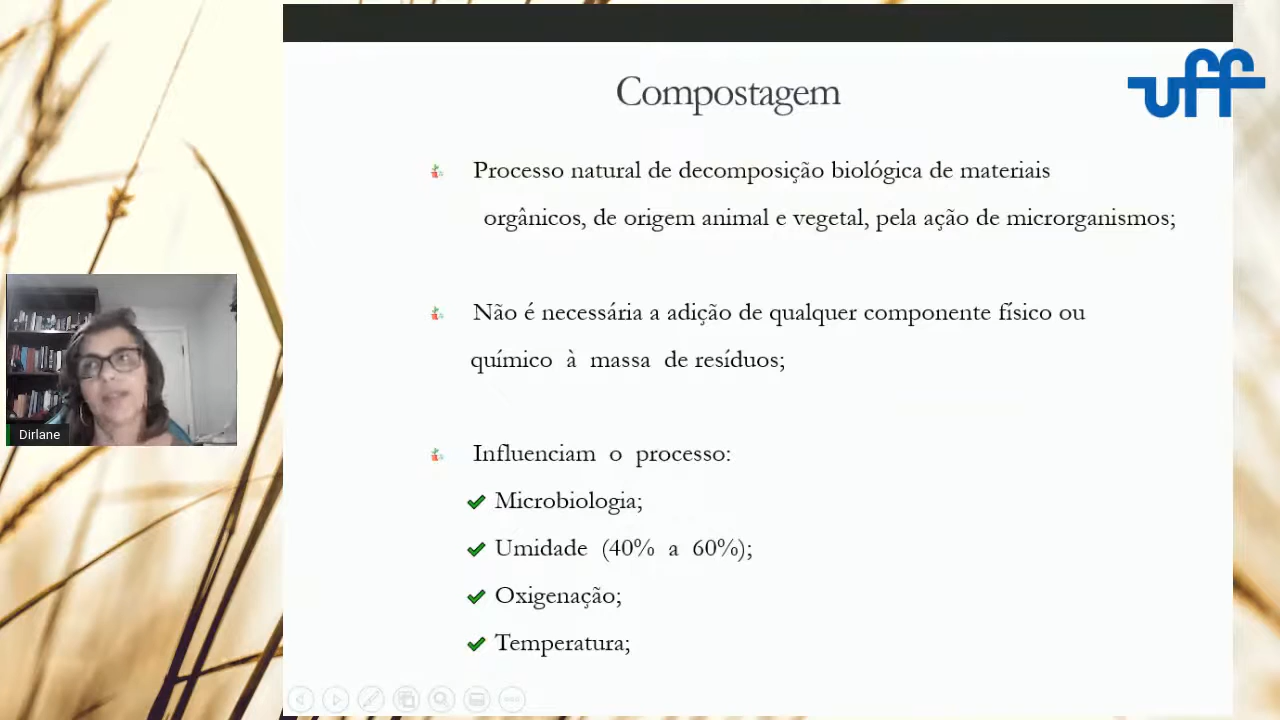 Compostagem
uff
Processo natural de decomposição biológica de materiais
orgânicos, de origem animal e vegetal, pela ação de microrganismos;
Não é necessária a adição de qualquer componente físico ou
químico à massa de resíduos;
Influenciam o processo:
Microbiologia;
Umidade (40% a 60%);
Oxigenação;
Temperatura;
Dirlane